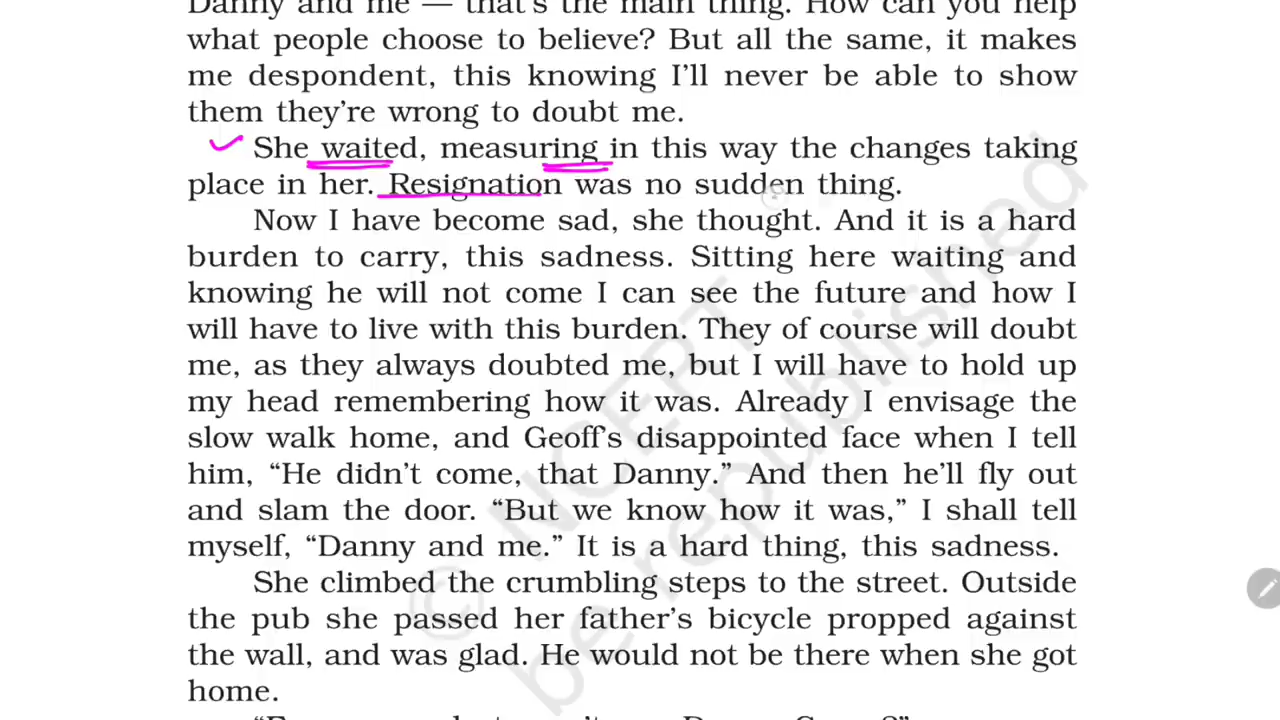 Danny and me — that's the main thing. How can you help
what people choose to believe? But all the same, it makes
me despondent, this knowing I'll never be able to show
them they're wrong to doubt me.
She waited, measuring in this way the changes taking
place in her. Resignation was no sudden thing.
Now I have become sad, she thought. And it is a hard
burden to carry, this sadness. Sitting here waiting and
knowing he will not come I can see the future and how I
will have to live with this burden. They of course will doubt
me, as they always doubted me, but I will have to hold up
my head remembering how it was. Already I envisage the
slow walk home, and Geoff's disappointed face when I tell
him, “He didn't come, that Danny.” And then he'll fly out
and slam the door. “But we know how it was,” I shall tell
myself, “Danny and me.” It is a hard thing, this sadness.
She climbed the crumbling steps to the street. Outside
the pub she passed her father's bicycle propped against
the wall, and was glad. He would not be there when she got
home.
© NCERT
be republished